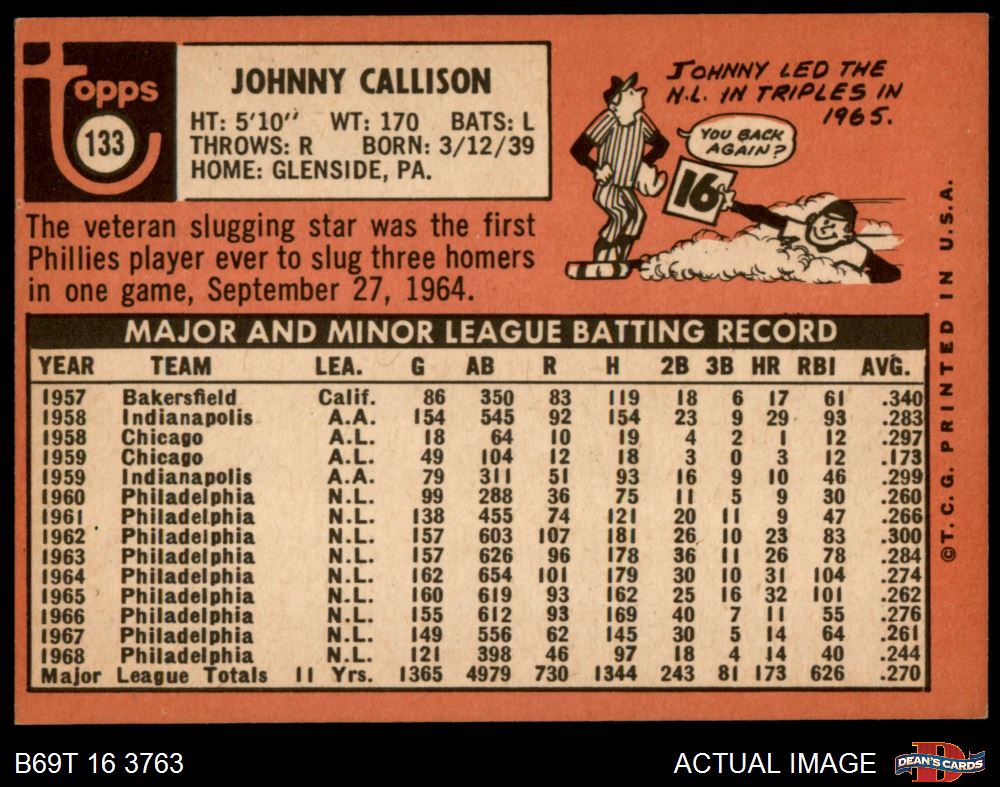 topps
133
JOHNNY CALLISON
HT: 5'10" WT: 170 BATS: L
THROWS: R BORN: 3/12/39
HOME: GLENSIDE, PA.
JOHNNY LED THE
N.L. IN TRIPLES IN
1965.
YOU BACK
AGAIN?
16
The veteran slugging star was the first
Phillies player ever to slug three homers
in one game, September 27, 1964.
MAJOR AND MINOR LEAGUE BATTING RECORD
YEAR TEAM LEA. G AB R H 2B 3B HR RBI AVG.
1957 Bakersfield Calif. 86 350 83 119 18 6 17 61 .340
1958 Indianapolis A.A. 154 545 92 154 23 9 29 93 .283
1958 Chicago A.L. 18 64 10 19 4 2 1 12 .297
1959 Chicago A.L. 49 104 12 18 3 0 3 12 .173
1959 Indianapolis A.A. 79 311 51 93 16 9 10 46 .299
1960 Philadelphia N.L. 99 288 36 75 11 5 9 30 .260
1961 Philadelphia N.L. 138 455 74 121 20 11 9 47 .266
1962 Philadelphia N.L. 157 603 107 181 26 10 23 83 .300
1963 Philadelphia N.L. 157 626 96 178 36 11 26 78 .284
1964 Philadelphia N.L. 162 654 101 179 30 10 31 104 .274
1965 Philadelphia N.L. 160 619 93 162 25 16 32 101 .262
1966 Philadelphia N.L. 155 612 93 169 40 7 11 55 .276
1967 Philadelphia N.L. 149 556 62 145 30 5 14 64 .261
1968 Philadelphia N.L. 121 398 46 97 18 4 14 40 .244
Major League Totals 11 Yrs. 1365 4979 730 1344 243 81 173 626 .270
©T.C.G. PRINTED IN U.S.A.
B69T 16 3763
ACTUAL IMAGE
D
DEAN'S CARDS